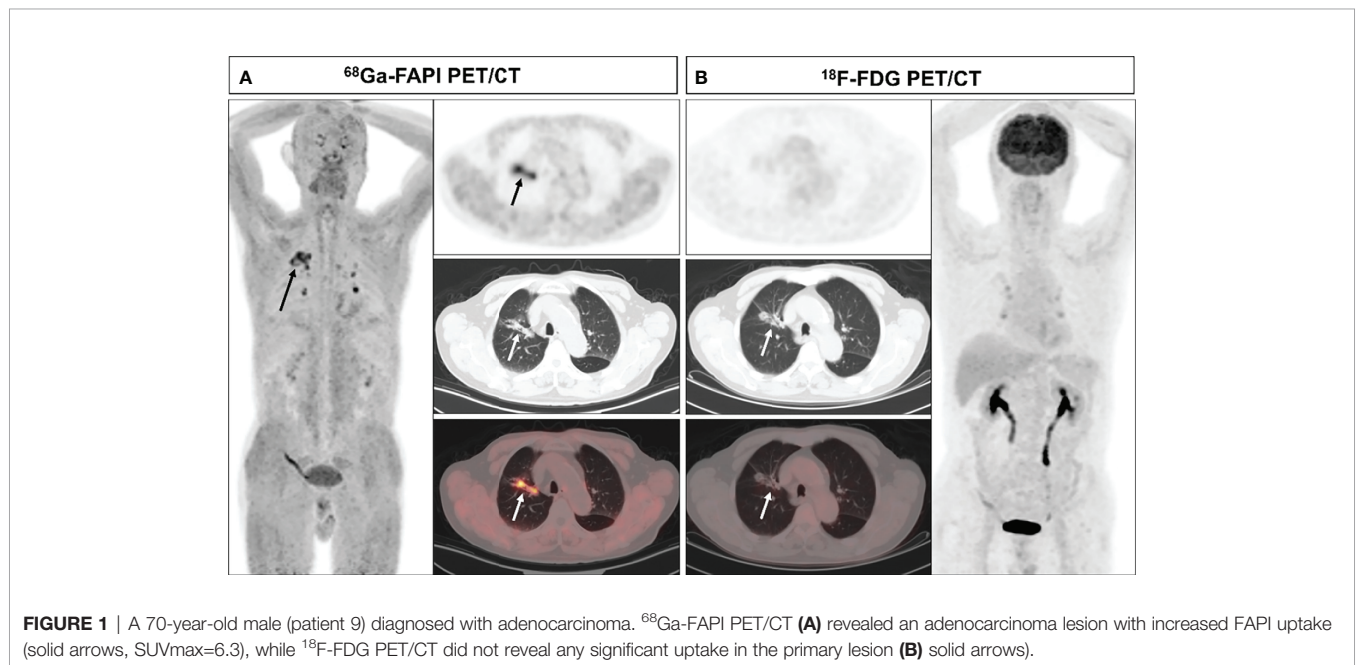 A ⁶⁸Ga-FAPI PET/CT
B ¹⁸F-FDG PET/CT
FIGURE 1 | A 70-year-old male (patient 9) diagnosed with adenocarcinoma. ⁶⁸Ga-FAPI PET/CT (A) revealed an adenocarcinoma lesion with increased FAPI uptake
(solid arrows, SUVmax=6.3), while ¹⁸F-FDG PET/CT did not reveal any significant uptake in the primary lesion (B) solid arrows).